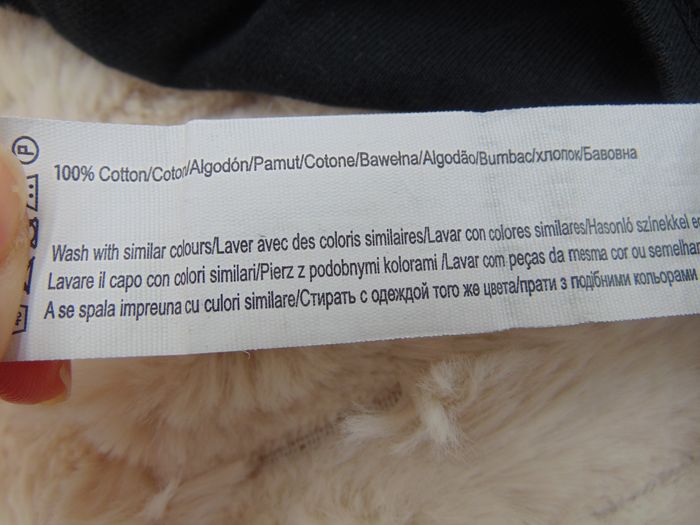 100% Cotton/Coton/Algodón/Pamut/Cotone/Bawełna/Algodão/Bumbac/хлопок/Бавовна
Wash with similar colours/Laver avec des coloris similaires/Lavar con colores similares/Hasonló színekkel
Lavare il capo con colori similari/Pierz z podobnymi kolorami /Lavar com peças da mesma cor ou semelhan
A se spala impreuna cu culori similare/Стирать с одеждой того же цвета/прати з подібними кольорами
P